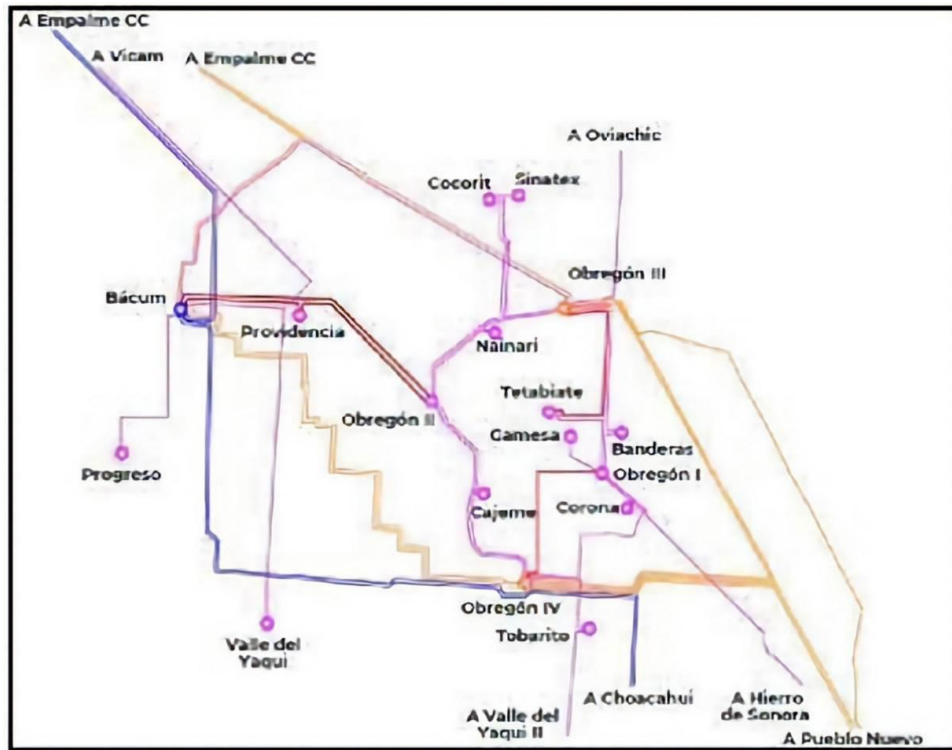 A Empalme CC
A Vicam
A Empalme CC
A Oviachic
Cocorit
Sinatex
Obregón III
Bácum
Providencia
Nainari
Tetabiate
Obregón II
Gamesa
Banderas
Progreso
Obregón I
Cajeme
Corona
Obregón IV
Tobarito
Valle del
Yaqui
A Choacahui
A Hierro
de Sonora
A Valle del
Yaqui II
A Pueblo Nuevo